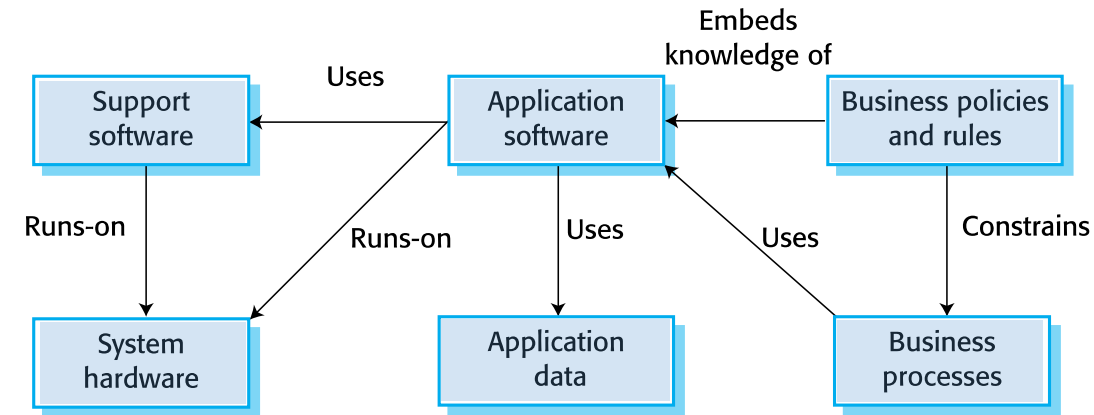 Embeds
knowledge of
Uses
Support
software
Application
software
Business policies
and rules
Runs-on
Runs-on
Uses
Uses
Constrains
System
hardware
Application
data
Business
processes